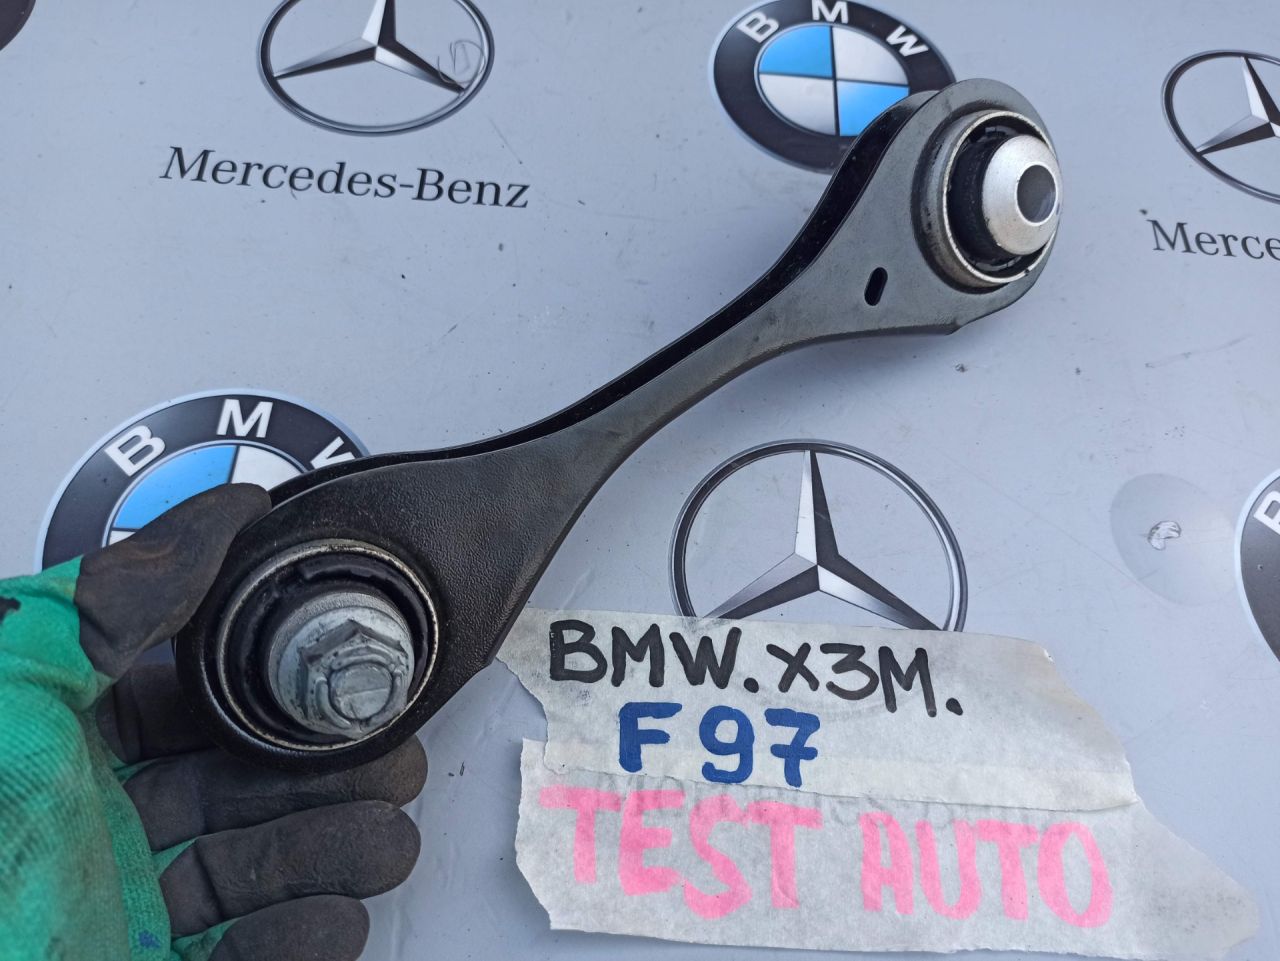 BMW
Mercedes-Benz
Merce
BMW
B
BMW.X3M.
F97
TEST AUTO